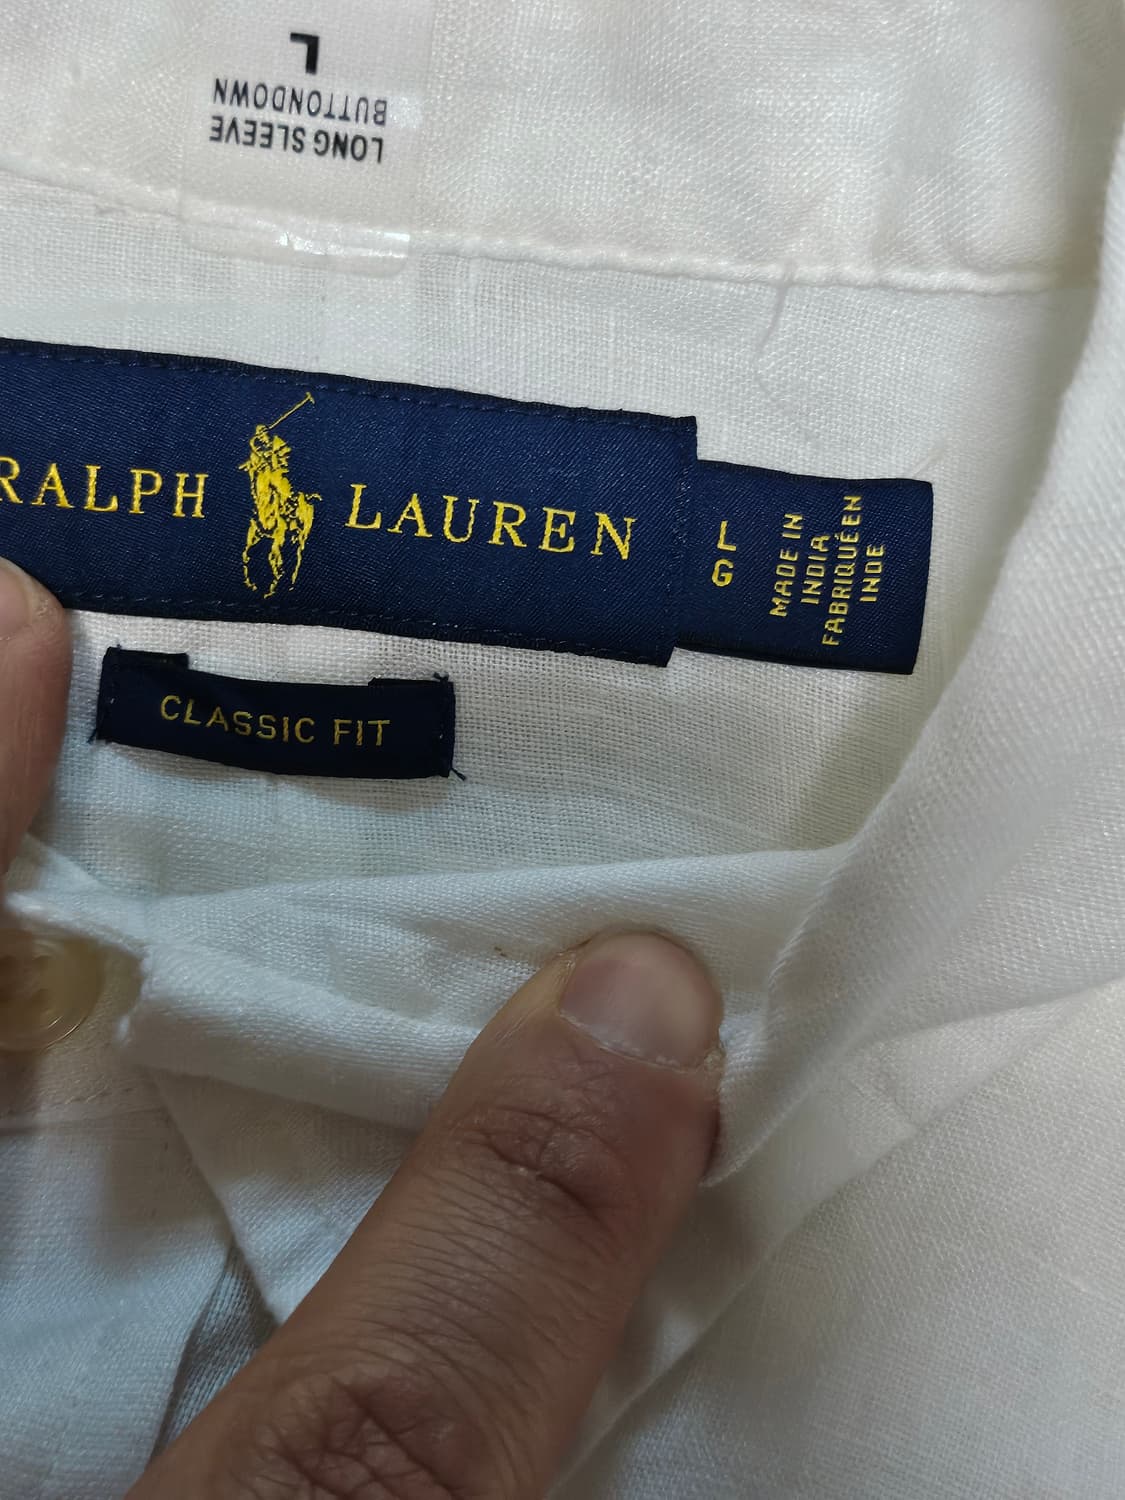 LONG SLEEVE
BUTTONDOWN
L
RALPH LAUREN
L
G
MADE IN
INDIA
FABRIQUÉ EN
INDE
CLASSIC FIT